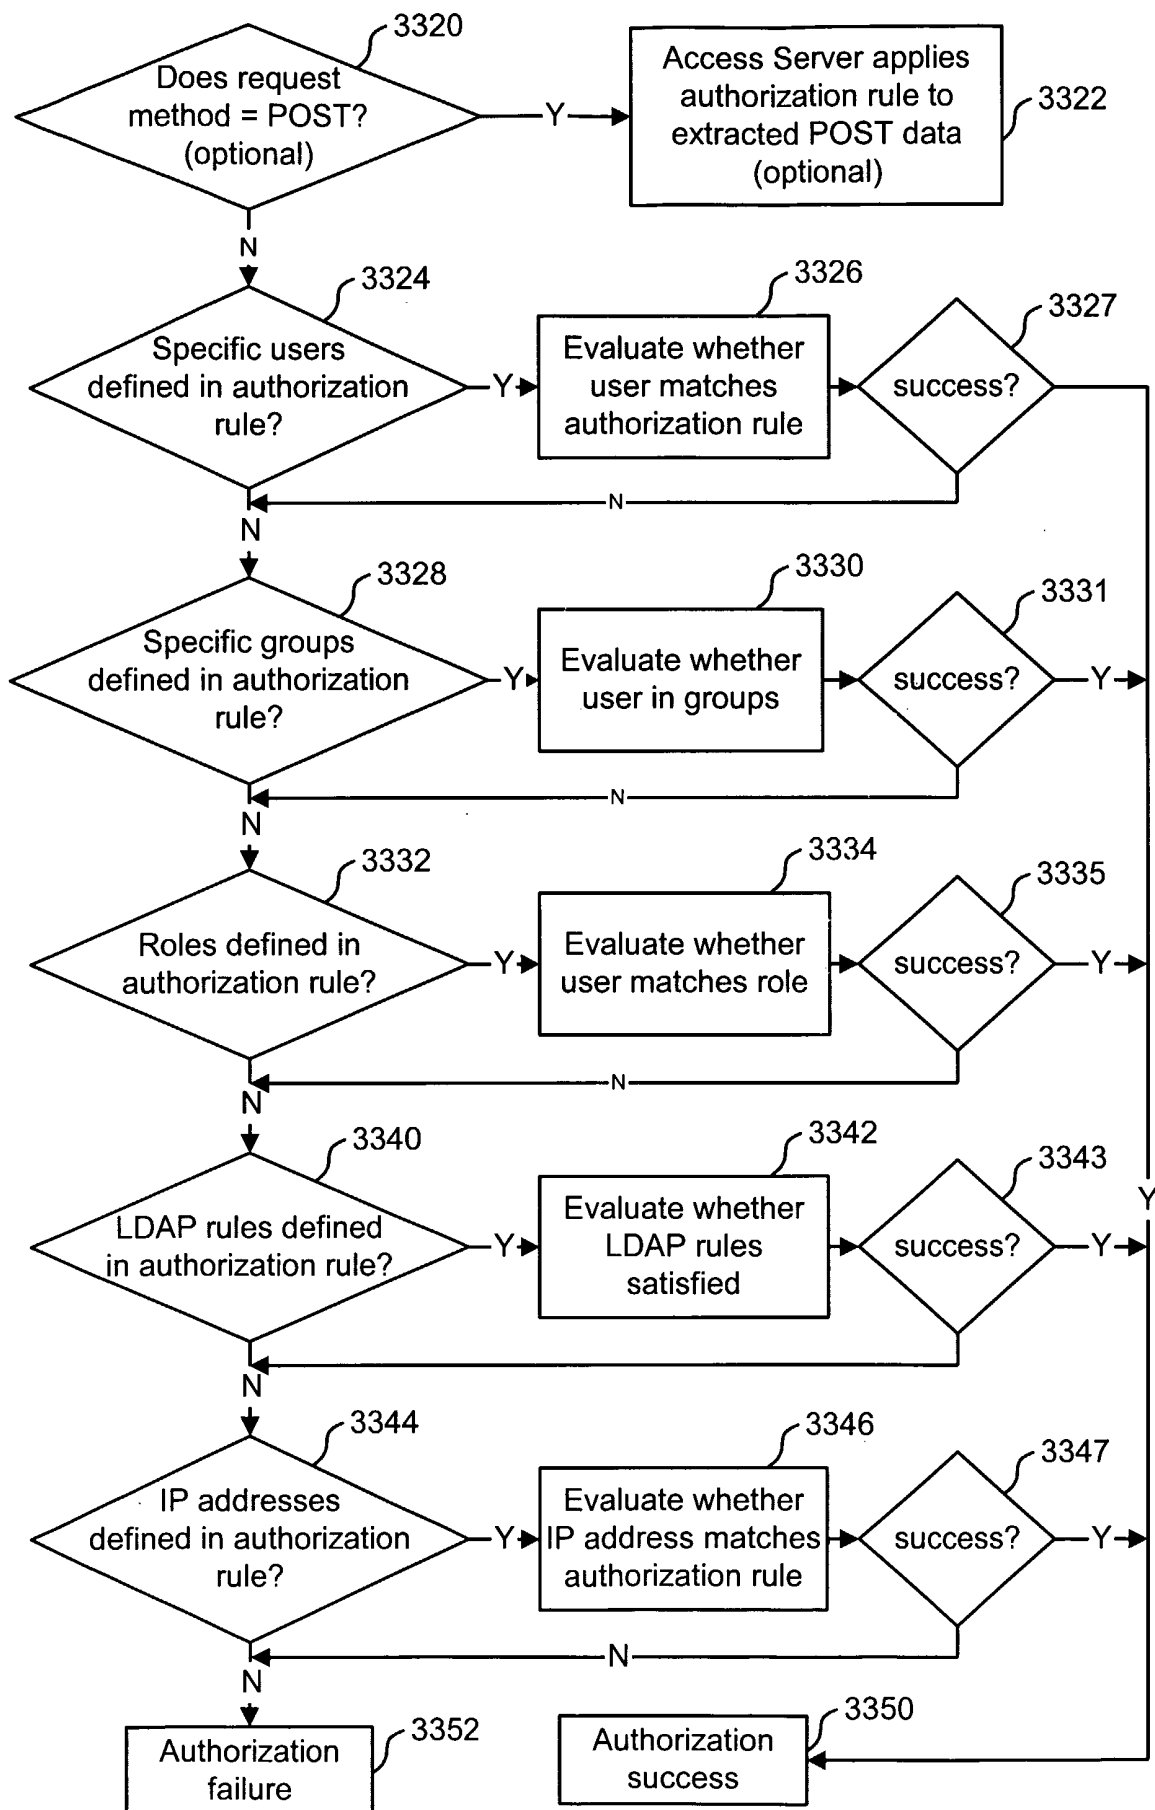 3320
Does request
method = POST?
(optional)
Y
Access Server applies
authorization rule to
extracted POST data
(optional)
3322
N
3324
Specific users
defined in authorization
rule?
Y
3326
Evaluate whether
user matches
authorization rule
3327
success?
N
N
3328
Specific groups
defined in authorization
rule?
Y
3330
Evaluate whether
user in groups
3331
success?
Y
N
N
3332
Roles defined in
authorization rule?
Y
3334
Evaluate whether
user matches role
3335
success?
Y
N
N
3340
LDAP rules defined
in authorization rule?
Y
3342
Evaluate whether
LDAP rules
satisfied
3343
success?
Y
Y
N
3344
IP addresses
defined in authorization
rule?
Y
3346
Evaluate whether
IP address matches
authorization rule
3347
success?
Y
N
N
3352
Authorization
failure
3350
Authorization
success